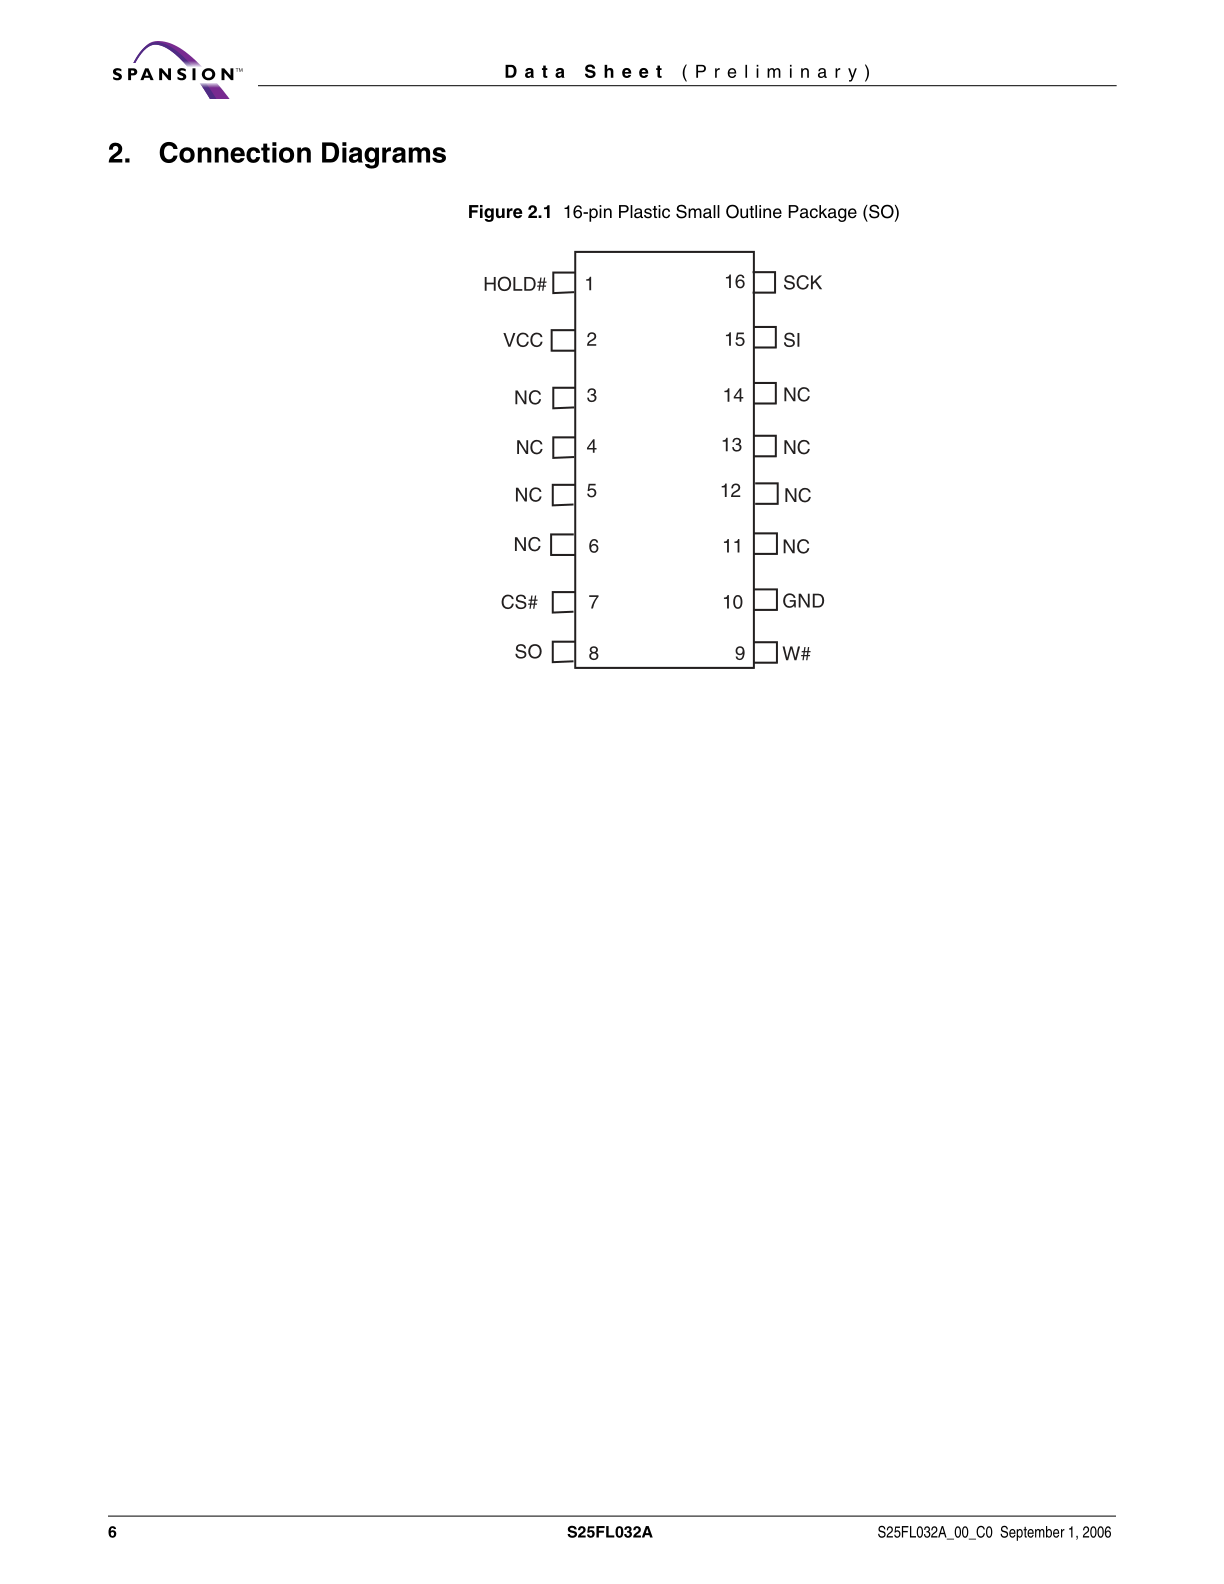 SPANSION™
Data Sheet (Preliminary)
2. Connection Diagrams
Figure 2.1 16-pin Plastic Small Outline Package (SO)
HOLD# 1 16 SCK
VCC 2 15 SI
NC 3 14 NC
NC 4 13 NC
NC 5 12 NC
NC 6 11 NC
CS# 7 10 GND
SO 8 9 W#
6 S25FL032A S25FL032A_00_C0 September 1, 2006